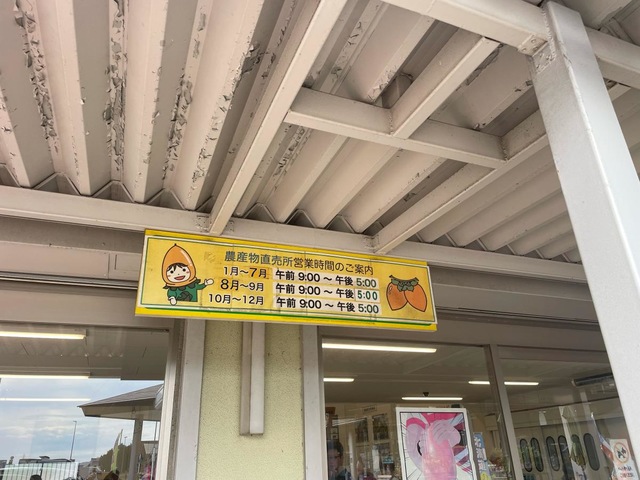 農産物直売所営業時間のご案内
1月～7月 午前 9:00 ～ 午後 5:00
8月～9月 午前 9:00 ～ 午後 5:00
10月～12月 午前 9:00 ～ 午後 5:00